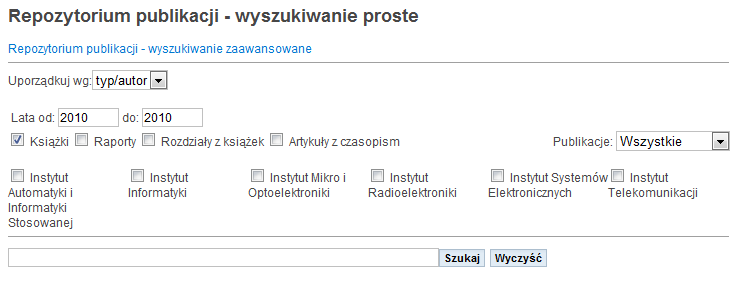 Repozytorium publikacji - wyszukiwanie proste
Repozytorium publikacji - wyszukiwanie zaawansowane
Uporządkuj wg: typ/autor
Lata od: 2010 do: 2010
Książki Raporty Rozdziały z książek Artykuły z czasopism Publikacje: Wszystkie
Instytut Automatyki i Informatyki Stosowanej
Instytut Informatyki
Instytut Mikro i Optoelektroniki
Instytut Radioelektroniki
Instytut Systemów Elektronicznych
Instytut Telekomunikacji
Szukaj Wyczyść